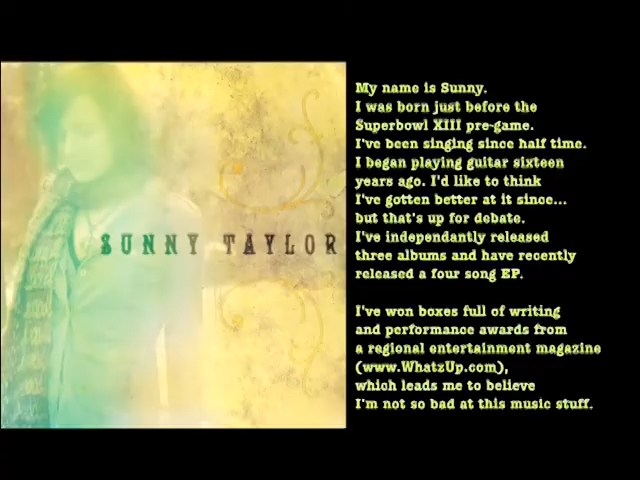 SUNNY TAYLOR
My name is Sunny.
I was born just before the
Superbowl XIII pre-game.
I've been singing since half time.
I began playing guitar sixteen
years ago. I'd like to think
I've gotten better at it since...
but that's up for debate.
I've independantly released
three albums and have recently
released a four song EP.
I've won boxes full of writing
and performance awards from
a regional entertainment magazine
(www.WhatzUp.com),
which leads me to believe
I'm not so bad at this music stuff.